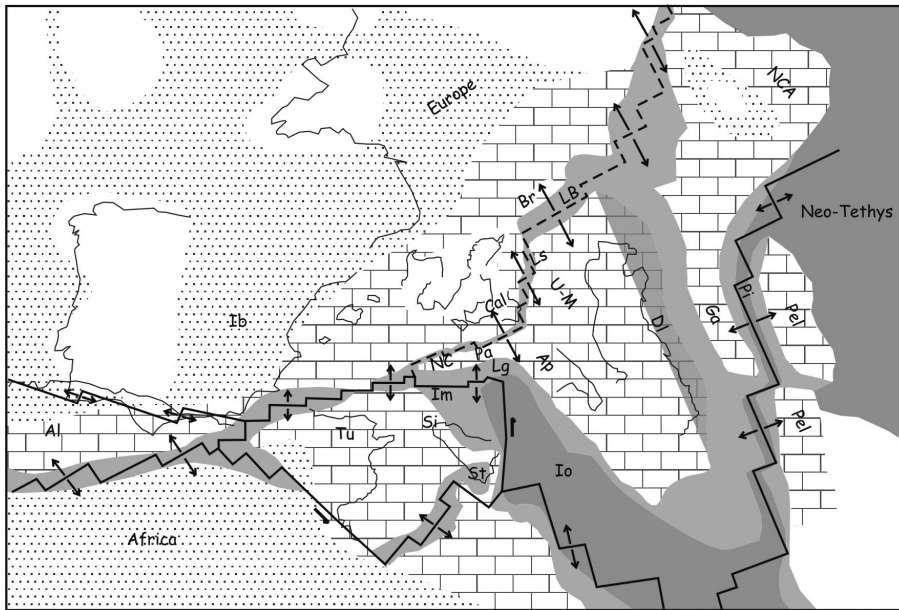 NCA
Europe
Br
LB
Neo-Tethys
Ls
U-M
Cal
Pi
Pel
Ga
Dl
Ib
Pa
Nc
Ap
Lg
Im
Al
Tu
Si
Pel
St
Io
Africa